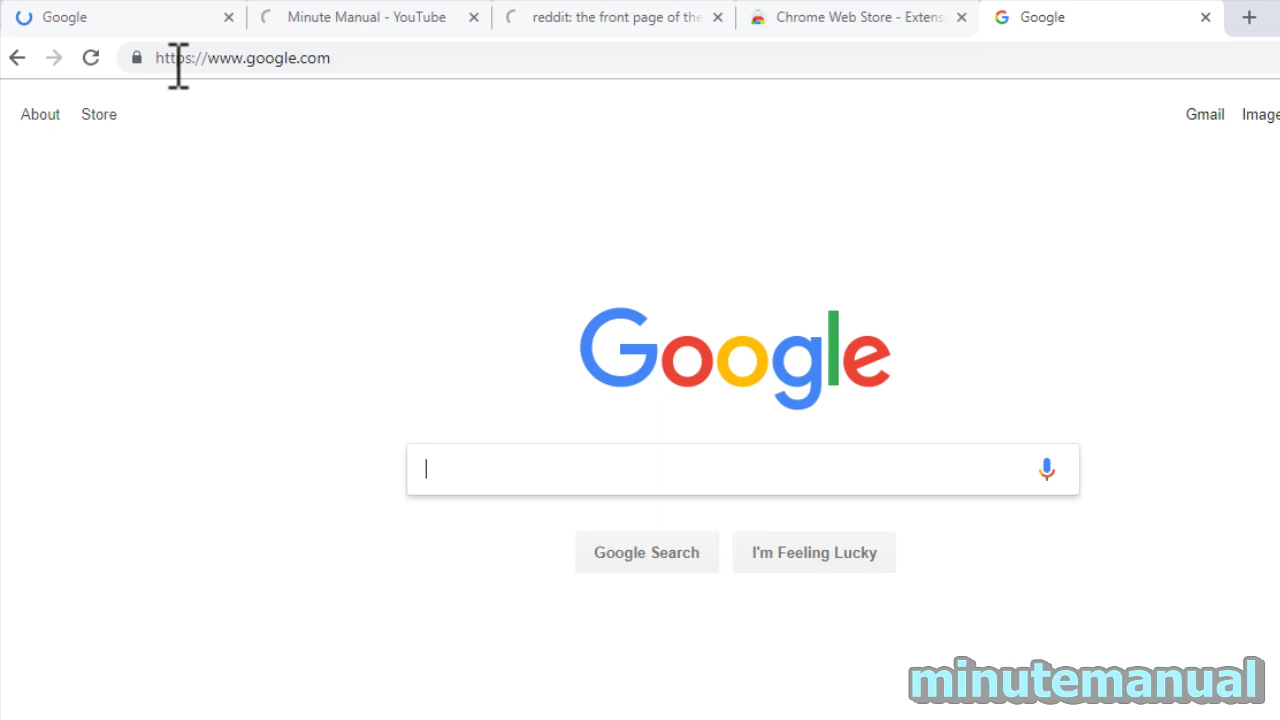 Google
Minute Manual - YouTube
reddit: the front page of the
Chrome Web Store - Extens
Google
https://www.google.com
About
Store
Gmail
Image
Google
Google Search
I'm Feeling Lucky
minutemanual